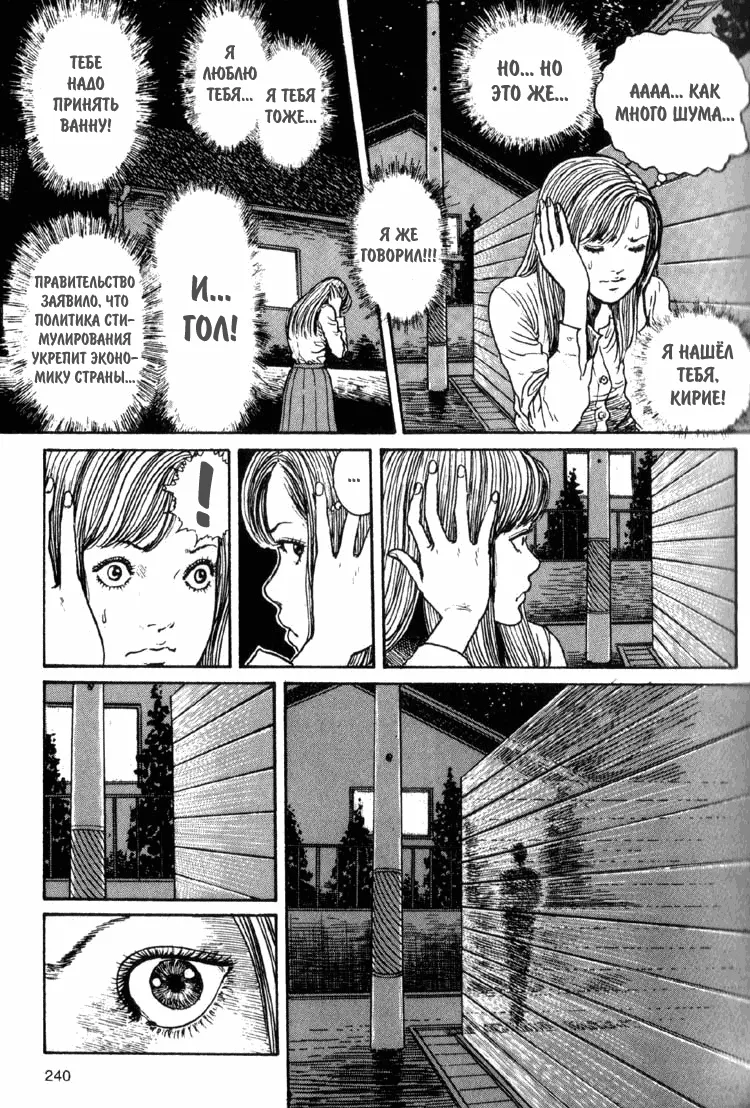 АААА... КАК
МНОГО ШУМА...
НО... НО
ЭТО ЖЕ...
Я НАШЁЛ
ТЕБЯ,
КИРИЕ!
Я ЖЕ
ГОВОРИЛ!!!
Я
ЛЮБЛЮ
ТЕБЯ...
Я ТЕБЯ
ТОЖЕ...
ТЕБЕ
НАДО
ПРИНЯТЬ
ВАННУ!
И...
ГОЛ!
ПРАВИТЕЛЬСТВО
ЗАЯВИЛО, ЧТО
ПОЛИТИКА СТИ-
МУЛИРОВАНИЯ
УКРЕПИТ ЭКОНО-
МИКУ СТРАНЫ...
...
!
240